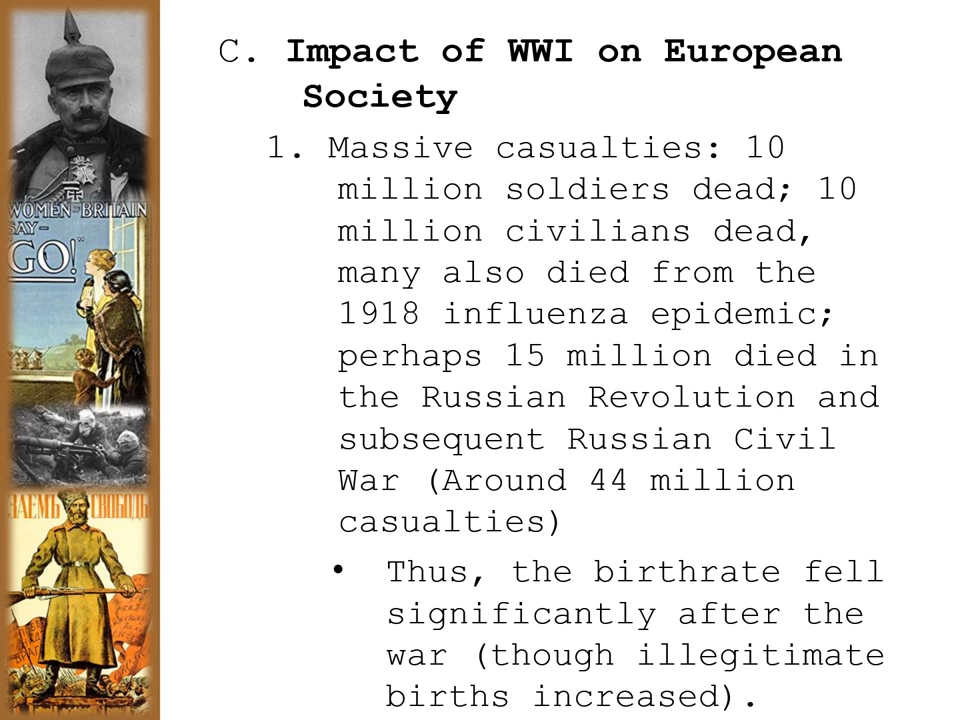 C. Impact of WWI on European
Society
1. Massive casualties: 10
million soldiers dead; 10
million civilians dead,
many also died from the
1918 influenza epidemic;
perhaps 15 million died in
the Russian Revolution and
subsequent Russian Civil
War (Around 44 million
casualties)
• Thus, the birthrate fell
significantly after the
war (though illegitimate
births increased).
WOMEN OF BRITAIN
SAY-
"GO!"
ЗАЕМЪ СВОБОДЫ